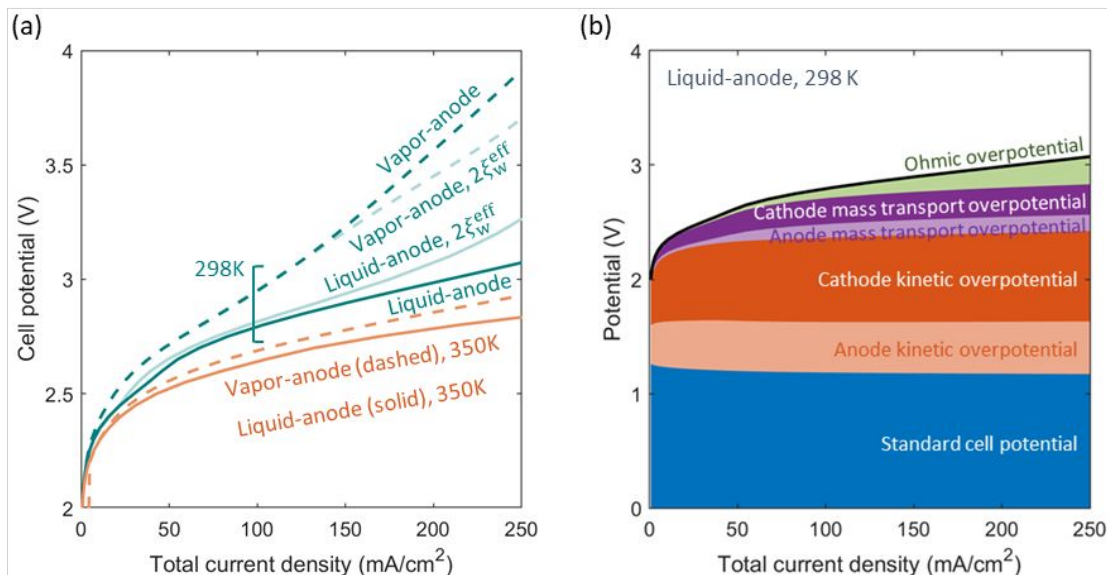 (a)
4
3.5
3
2.5
2
Cell potential (V)
0
50
100
150
200
250
Total current density (mA/cm²)
Vapor-anode
Vapor-anode, 2ξ_w^eff
Liquid-anode, 2ξ_w^eff
298K
Liquid-anode
Vapor-anode (dashed), 350K
Liquid-anode (solid), 350K
(b)
4
3
2
1
0
Potential (V)
0
50
100
150
200
250
Total current density (mA/cm²)
Liquid-anode, 298 K
Ohmic overpotential
Cathode mass transport overpotential
Anode mass transport overpotential
Cathode kinetic overpotential
Anode kinetic overpotential
Standard cell potential